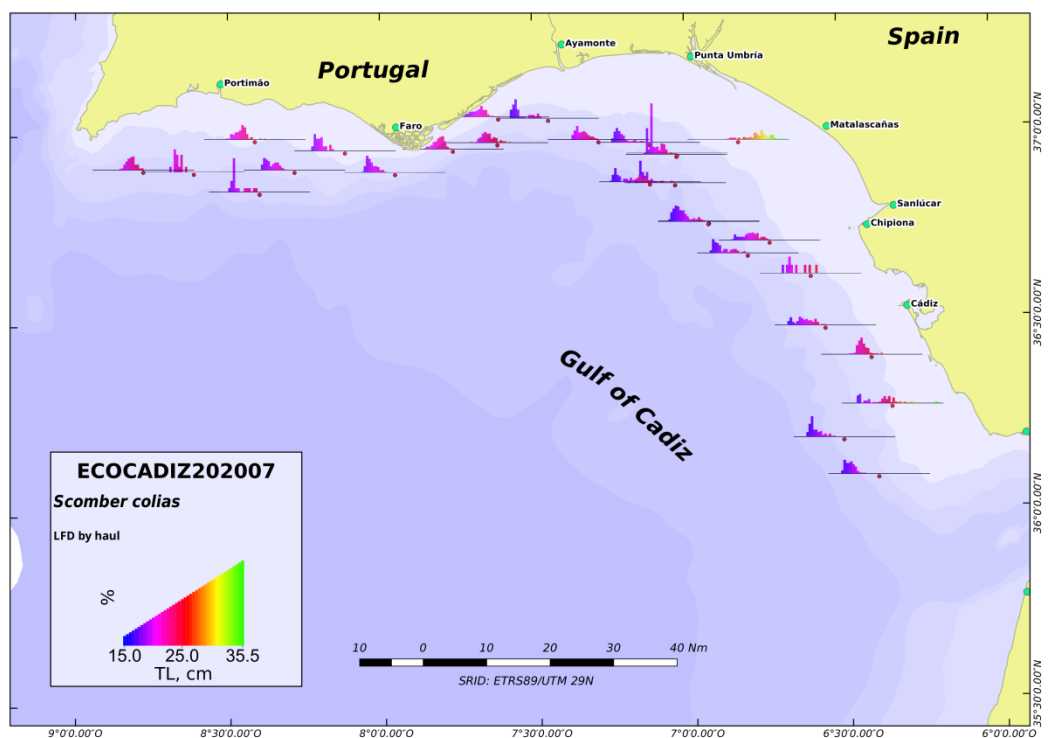 Spain
Portugal
Ayamonte
Punta Umbría
Portimão
Faro
Matalascañas
Sanlúcar
Chipiona
Cádiz
Gulf of Cadiz
37°0'0.00"N
36°30'0.00"N
36°0'0.00"N
35°30'0.00"N
ECOCADIZ202007
Scomber colias
LFD by haul
%
15.0 25.0 35.5
TL, cm
10 0 10 20 30 40 Nm
SRID: ETRS89/UTM 29N
9°0'0.00"O 8°30'0.00"O 8°0'0.00"O 7°30'0.00"O 7°0'0.00"O 6°30'0.00"O 6°0'0.00"O